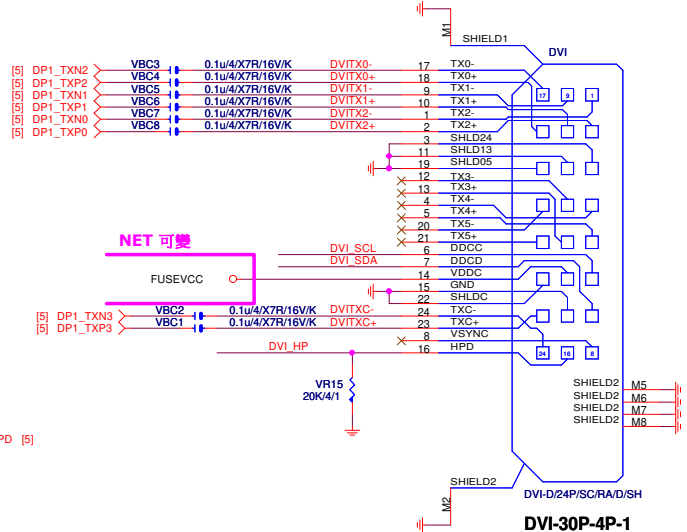 M1
SHIELD1
DVI
[5] DP1_TXN2 VBC3 0.1u/4/X7R/16V/K DVITX0- 17 TX0-
[5] DP1_TXP2 VBC4 0.1u/4/X7R/16V/K DVITX0+ 18 TX0+
[5] DP1_TXN1 VBC5 0.1u/4/X7R/16V/K DVITX1- 9 TX1-
[5] DP1_TXP1 VBC6 0.1u/4/X7R/16V/K DVITX1+ 10 TX1+
[5] DP1_TXN0 VBC7 0.1u/4/X7R/16V/K DVITX2- 1 TX2-
[5] DP1_TXP0 VBC8 0.1u/4/X7R/16V/K DVITX2+ 2 TX2+
17 9 1
3 SHLD24
11 SHLD13
19 SHLD05
12 TX3-
13 TX3+
4 TX4-
5 TX4+
20 TX5-
21 TX5+
NET 可變
DVI_SCL 6 DDCC
DVI_SDA 7 DDCD
FUSEVCC 14 VDDC
15 GND
22 SHLDC
[5] DP1_TXN3 VBC2 0.1u/4/X7R/16V/K DVITXC- 24 TXC-
[5] DP1_TXP3 VBC1 0.1u/4/X7R/16V/K DVITXC+ 23 TXC+
8 VSYNC
DVI_HP 16 HPD
24 16 8
VR15
20K/4/1
SHIELD2 M5
SHIELD2 M6
SHIELD2 M7
SHIELD2 M8
PD [5]
SHIELD2
M2
DVI-D/24P/SC/RA/D/SH
DVI-30P-4P-1